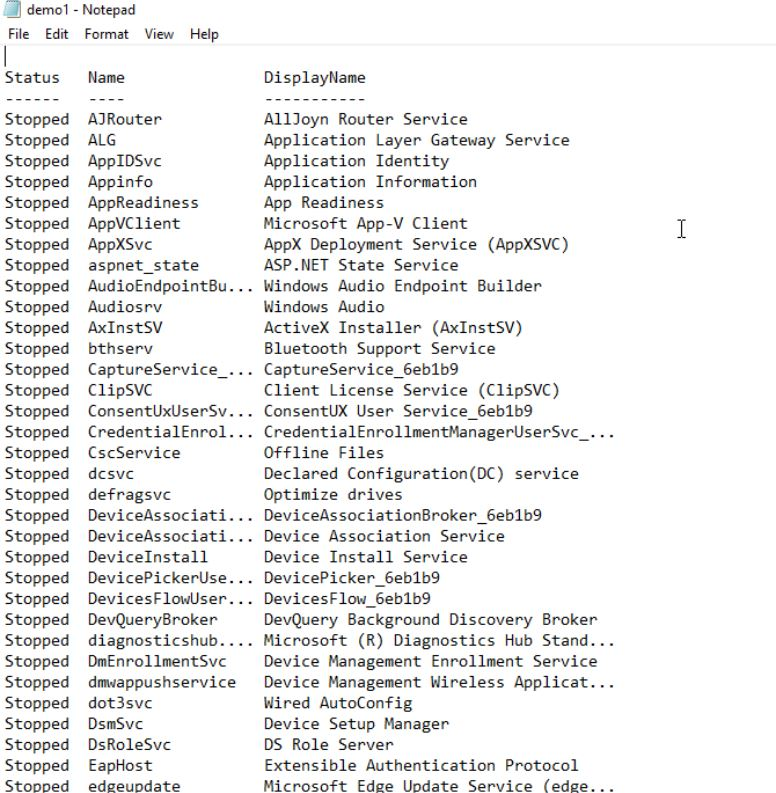 demo1 - Notepad
File Edit Format View Help
Status Name DisplayName
------ ---- -----------
Stopped AJRouter AllJoyn Router Service
Stopped ALG Application Layer Gateway Service
Stopped AppIDSvc Application Identity
Stopped Appinfo Application Information
Stopped AppReadiness App Readiness
Stopped AppVClient Microsoft App-V Client
Stopped AppXSvc AppX Deployment Service (AppXSVC)
Stopped aspnet_state ASP.NET State Service
Stopped AudioEndpointBu... Windows Audio Endpoint Builder
Stopped Audiosrv Windows Audio
Stopped AxInstSV ActiveX Installer (AxInstSV)
Stopped bthserv Bluetooth Support Service
Stopped CaptureService_... CaptureService_6eb1b9
Stopped ClipSVC Client License Service (ClipSVC)
Stopped ConsentUxUserSv... ConsentUX User Service_6eb1b9
Stopped CredentialEnrol... CredentialEnrollmentManagerUserSvc_...
Stopped CscService Offline Files
Stopped dcsvc Declared Configuration(DC) service
Stopped defragsvc Optimize drives
Stopped DeviceAssociati... DeviceAssociationBroker_6eb1b9
Stopped DeviceAssociati... Device Association Service
Stopped DeviceInstall Device Install Service
Stopped DevicePickerUse... DevicePicker_6eb1b9
Stopped DevicesFlowUser... DevicesFlow_6eb1b9
Stopped DevQueryBroker DevQuery Background Discovery Broker
Stopped diagnosticshub.... Microsoft (R) Diagnostics Hub Stand...
Stopped DmEnrollmentSvc Device Management Enrollment Service
Stopped dmwappushservice Device Management Wireless Applicat...
Stopped dot3svc Wired AutoConfig
Stopped DsmSvc Device Setup Manager
Stopped DsRoleSvc DS Role Server
Stopped EapHost Extensible Authentication Protocol
Stopped edgeupdate Microsoft Edge Update Service (edge...